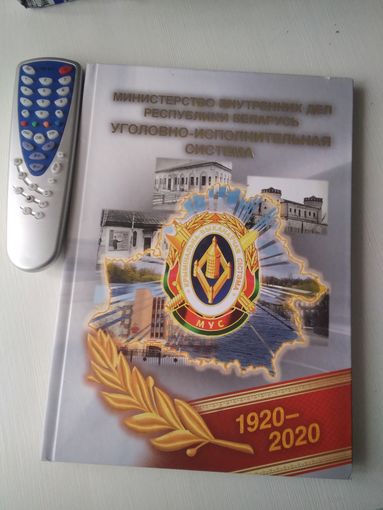 МИНИСТЕРСТВО ВНУТРЕННИХ ДЕЛ
РЕСПУБЛИКИ БЕЛАРУСЬ
УГОЛОВНО-ИСПОЛНИТЕЛЬНАЯ
СИСТЕМА
МУС
1920–
2020